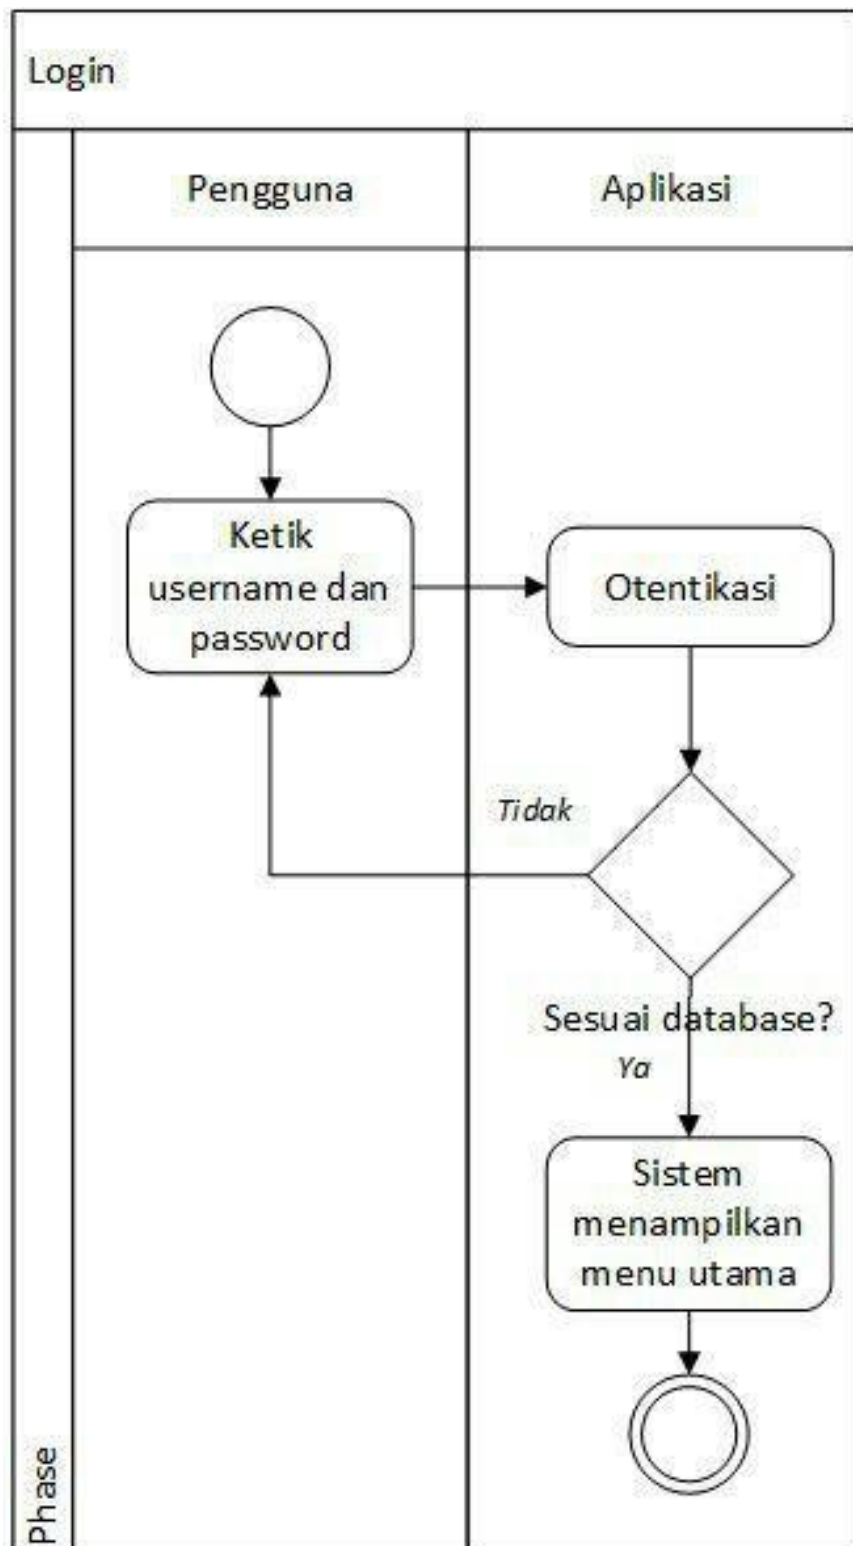 Login
Pengguna
Aplikasi
Ketik
username dan
password
Otentikasi
Tidak
Sesuai database?
Ya
Sistem
menampilkan
menu utama
Phase